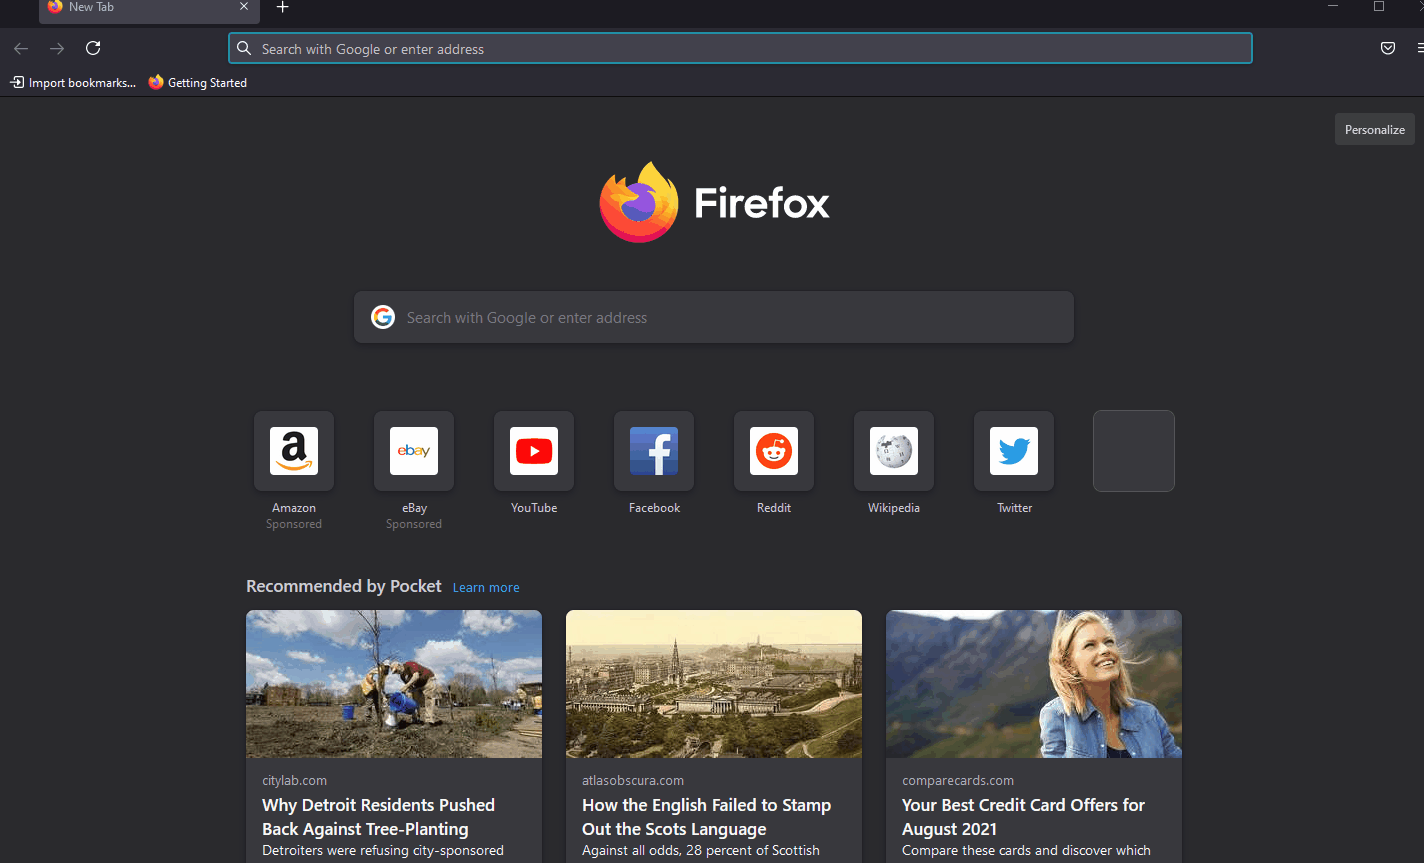 New Tab
Search with Google or enter address
Import bookmarks...
Getting Started
Personalize
Firefox
Search with Google or enter address
a
ebay
f
Amazon
eBay
YouTube
Facebook
Reddit
Wikipedia
Twitter
Sponsored
Sponsored
Recommended by Pocket Learn more
citylab.com
Why Detroit Residents Pushed
Back Against Tree-Planting
Detroiters were refusing city-sponsored
atlasobscura.com
How the English Failed to Stamp
Out the Scots Language
Against all odds, 28 percent of Scottish
comparecards.com
Your Best Credit Card Offers for
August 2021
Compare these cards and discover which